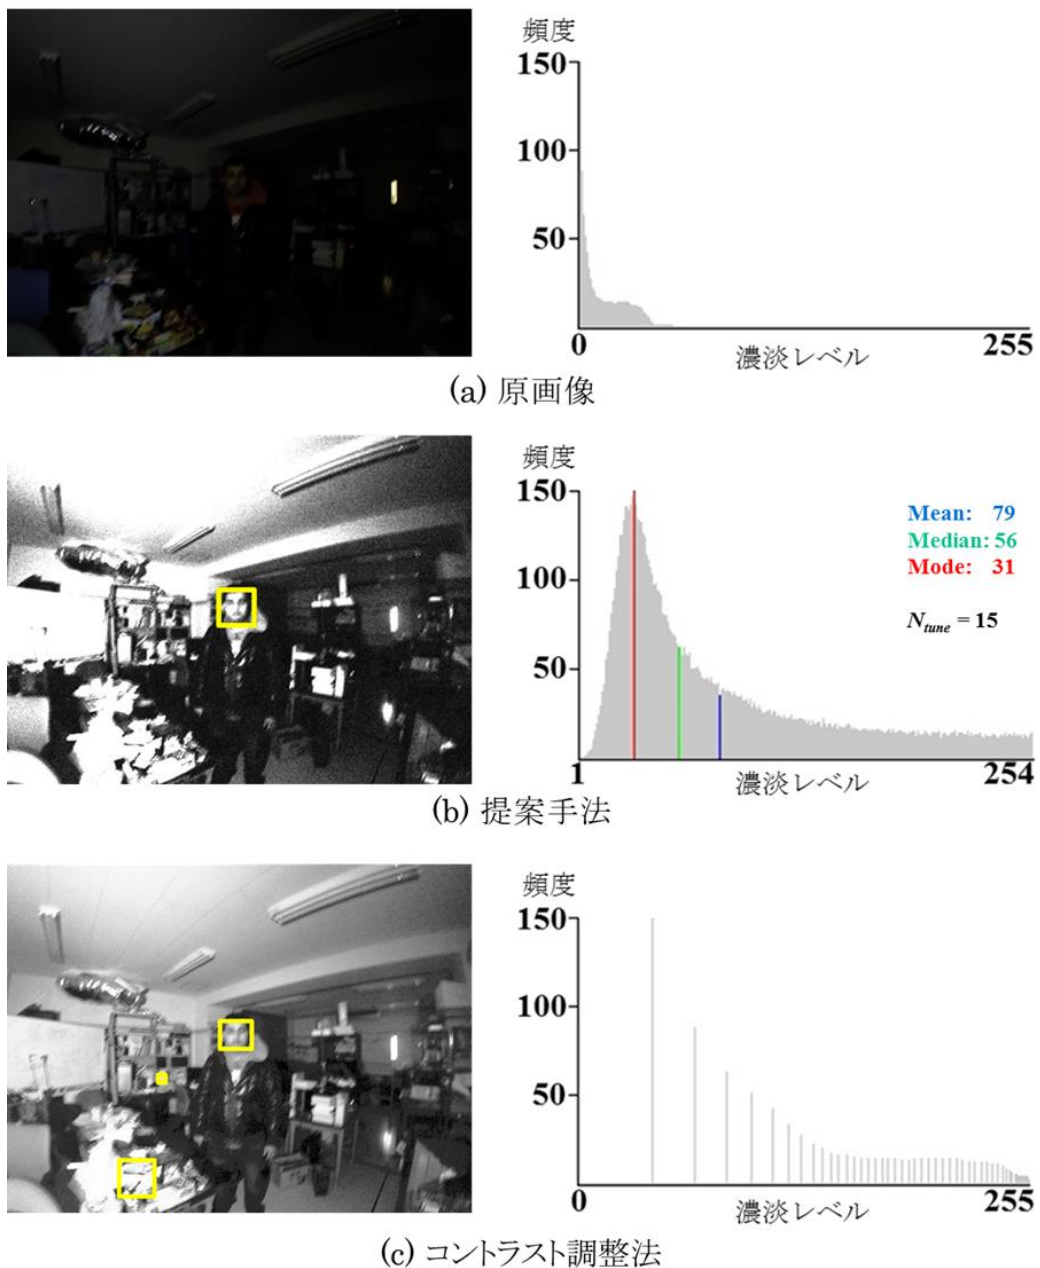 頻度
150
100
50
0
255
濃淡レベル
(a) 原画像
頻度
150
100
50
Mean: 79
Median: 56
Mode: 31
Ntune = 15
1
254
濃淡レベル
(b) 提案手法
頻度
150
100
50
0
255
濃淡レベル
(c) コントラスト調整法